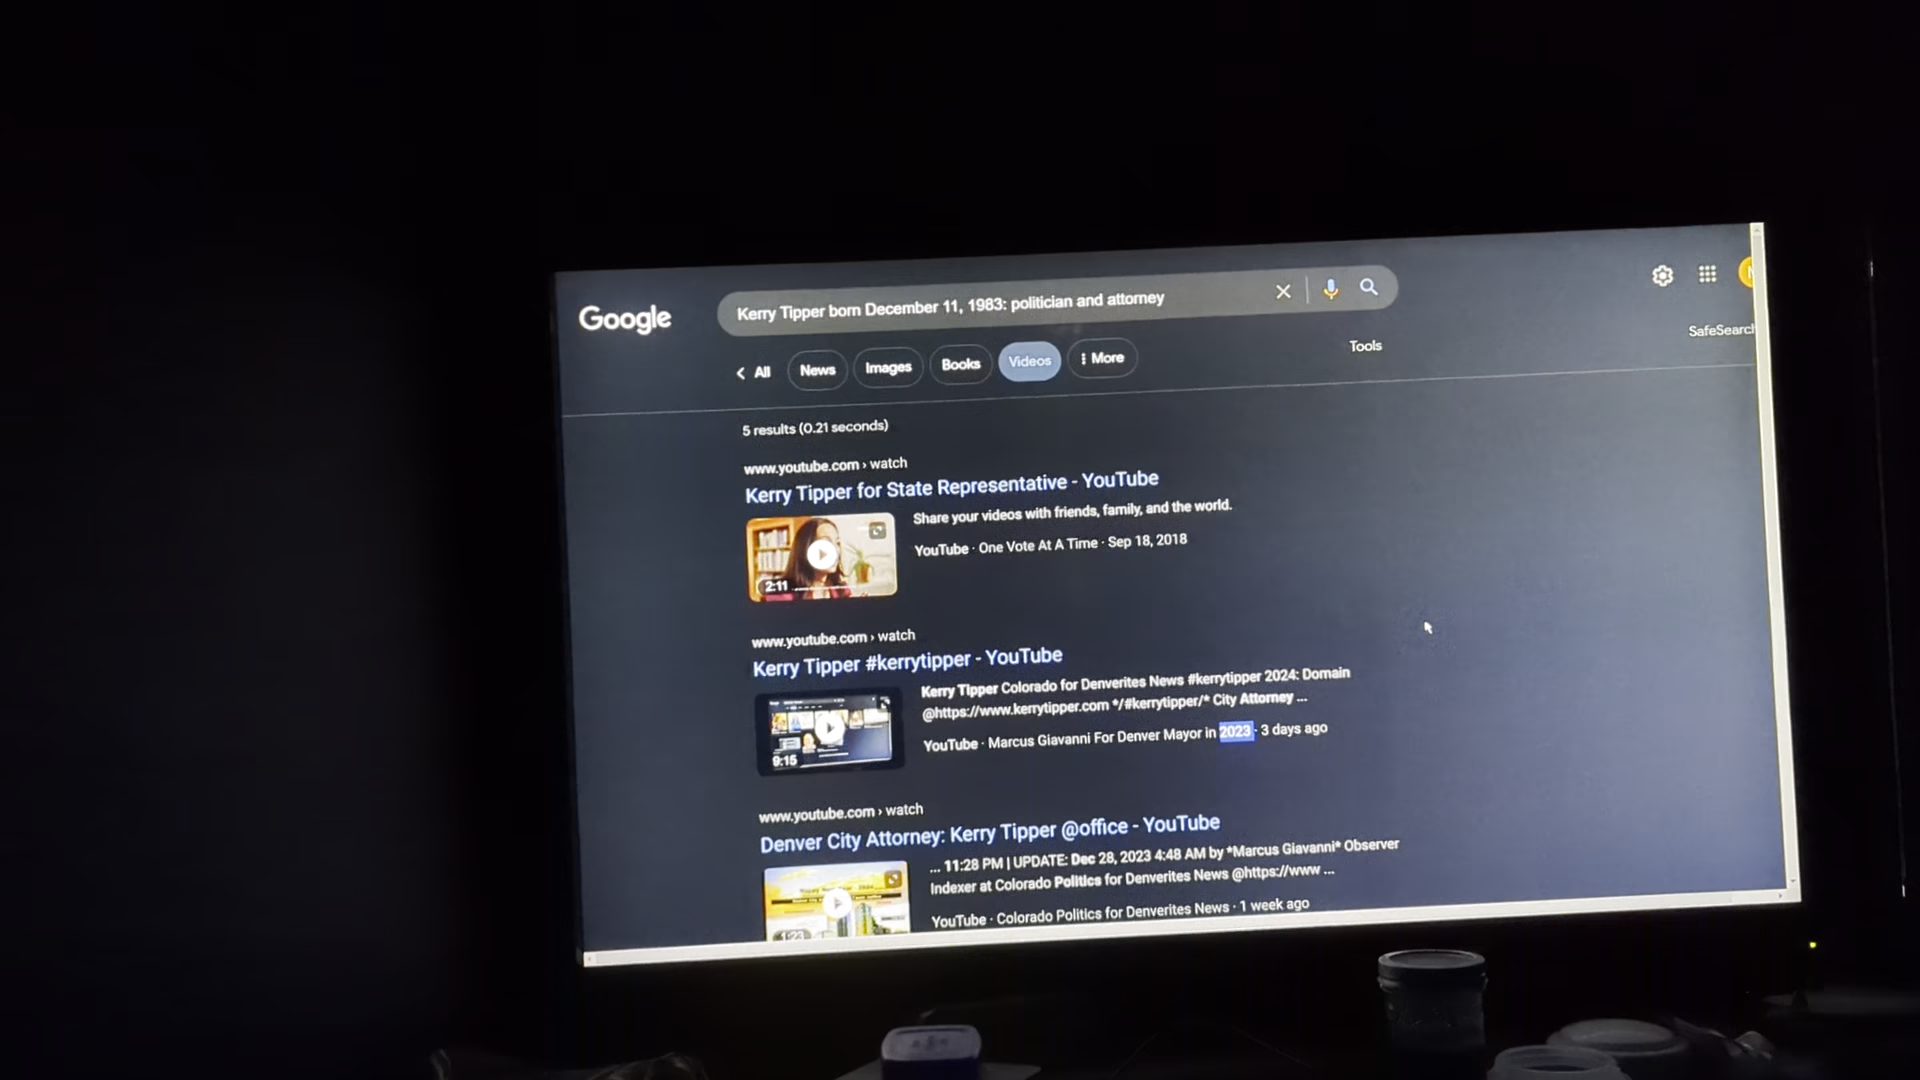 Google
Kerry Tipper born December 11, 1983: politician and attorney
All News Images Books Videos More Tools
SafeSearch
5 results (0.21 seconds)
www.youtube.com › watch
Kerry Tipper for State Representative - YouTube
2:11
Share your videos with friends, family, and the world.
YouTube · One Vote At A Time · Sep 18, 2018
www.youtube.com › watch
Kerry Tipper #kerrytipper - YouTube
9:15
Kerry Tipper Colorado for Denverites News #kerrytipper 2024: Domain
@https://www.kerrytipper.com */#kerrytipper/* City Attorney ...
YouTube · Marcus Giavanni For Denver Mayor in 2023 · 3 days ago
www.youtube.com › watch
Denver City Attorney: Kerry Tipper @office - YouTube
1:23
... 11:28 PM | UPDATE: Dec 28, 2023 4:48 AM by *Marcus Giavanni* Observer
Indexer at Colorado Politics for Denverites News @https://www ...
YouTube · Colorado Politics for Denverites News · 1 week ago